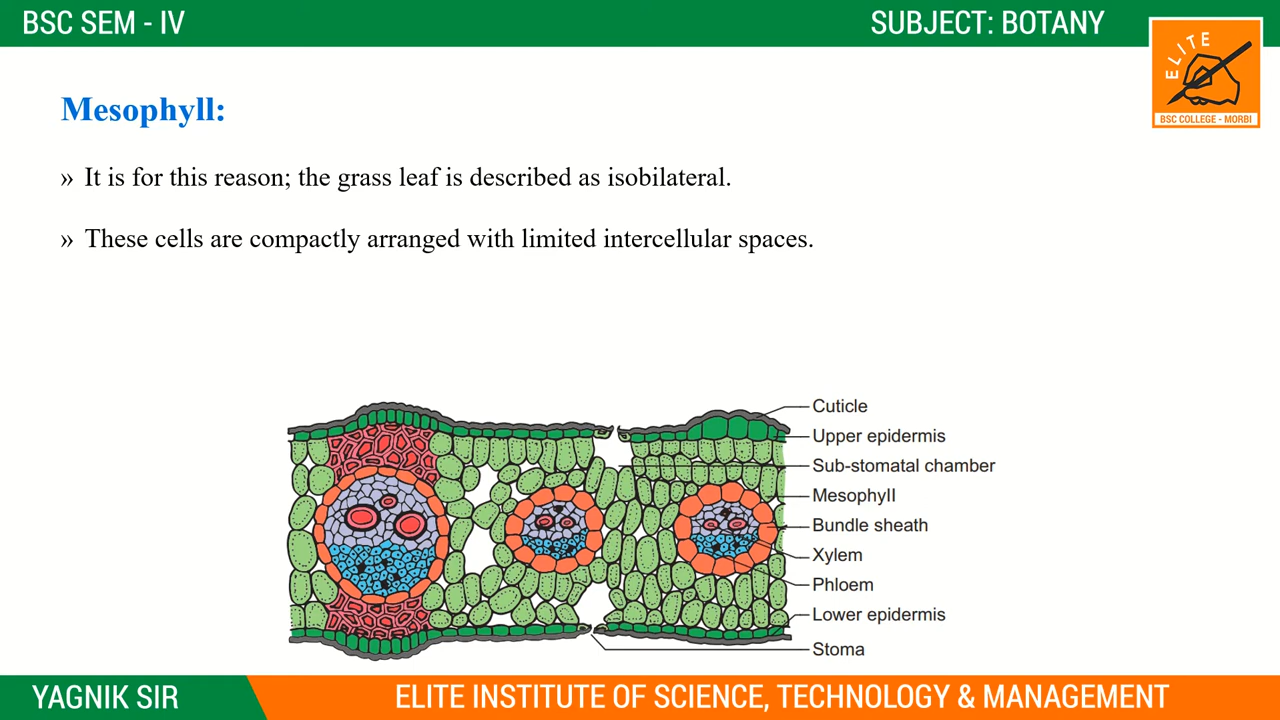 BSC SEM - IV
SUBJECT: BOTANY
ELITE
BSC COLLEGE - MORBI
Mesophyll:
» It is for this reason; the grass leaf is described as isobilateral.
» These cells are compactly arranged with limited intercellular spaces.
Cuticle
Upper epidermis
Sub-stomatal chamber
Mesophyll
Bundle sheath
Xylem
Phloem
Lower epidermis
Stoma
YAGNIK SIR
ELITE INSTITUTE OF SCIENCE, TECHNOLOGY & MANAGEMENT